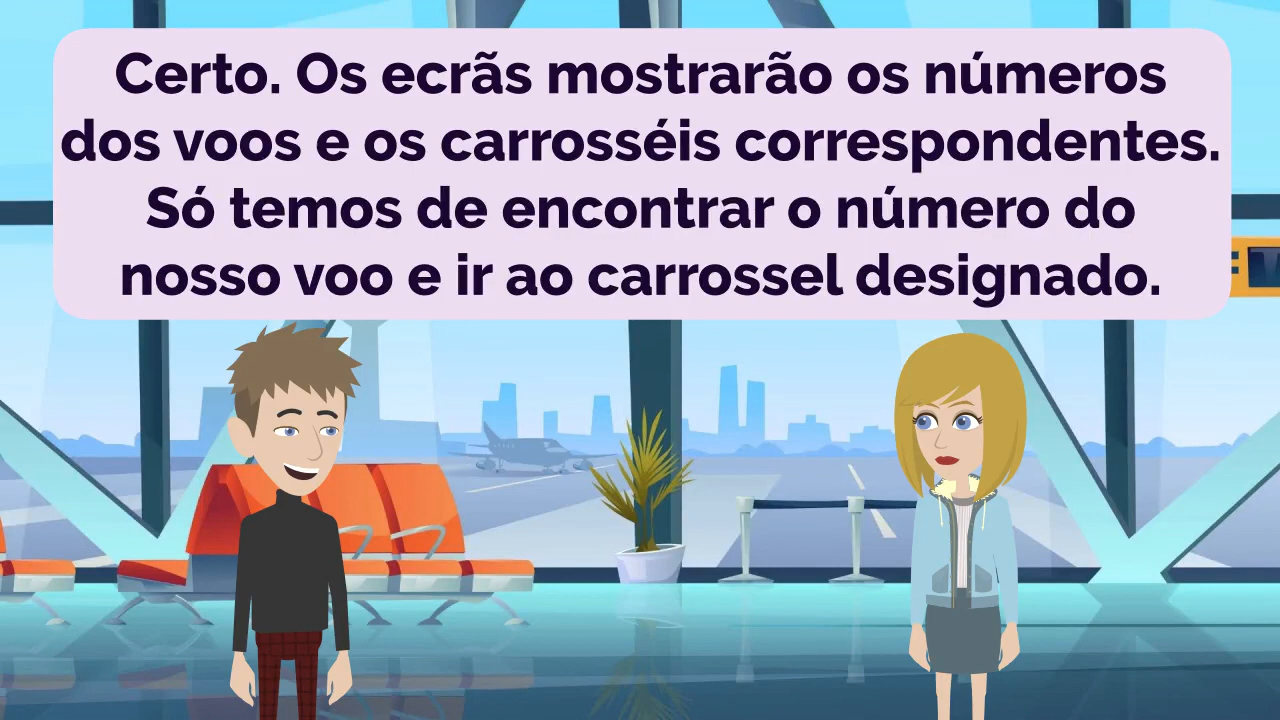 Certo. Os ecrãs mostrarão os números
dos voos e os carrosséis correspondentes.
Só temos de encontrar o número do
nosso voo e ir ao carrossel designado.